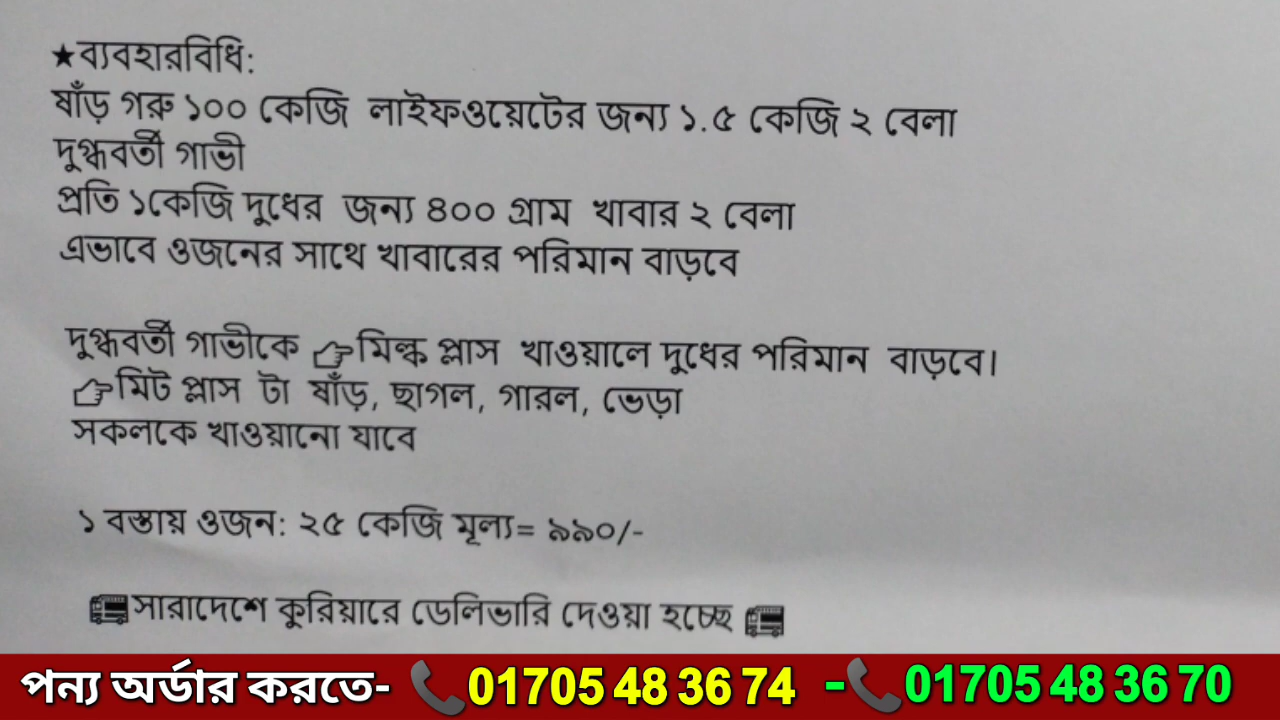 ★ব্যবহারবিধি:
ষাঁড় গরু ১০০ কেজি লাইফওয়েটের জন্য ১.৫ কেজি ২ বেলা
দুগ্ধবর্তী গাভী
প্রতি ১কেজি দুধের জন্য ৪০০ গ্রাম খাবার ২ বেলা
এভাবে ওজনের সাথে খাবারের পরিমান বাড়বে
দুগ্ধবর্তী গাভীকে 👉মিল্ক প্লাস খাওয়ালে দুধের পরিমান বাড়বে।
👉মিট প্লাস টা ষাঁড়, ছাগল, গারল, ভেড়া
সকলকে খাওয়ানো যাবে
১ বস্তায় ওজন: ২৫ কেজি মূল্য= ৯৯০/-
🚒সারাদেশে কুরিয়ারে ডেলিভারি দেওয়া হচ্ছে 🚒
পন্য অর্ডার করতে- 📞01705 48 36 74 -📞01705 48 36 70